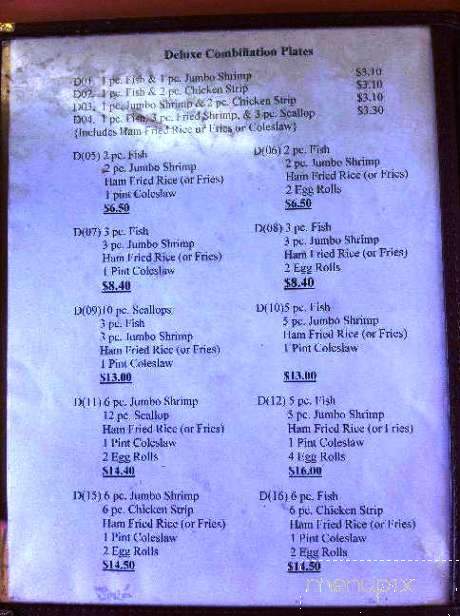 Deluxe Combination Plates
D01. 1 pc. Fish & 1 pc. Jumbo Shrimp $3.10
D02. 1 pc. Fish & 2 pc. Chicken Strip $3.10
D03. 1 pc. Jumbo Shrimp & 2 pc. Chicken Strip $3.10
D04. 1 pc. Fish, 3 pc. Fried Shrimp, & 3 pc. Scallop $3.30
{Includes Ham Fried Rice or Fries or Coleslaw}
D(05) 2 pc. Fish
2 pc. Jumbo Shrimp
Ham Fried Rice (or Fries)
1 pint Coleslaw
$6.50
D(06) 2 pc. Fish
2 pc. Jumbo Shrimp
Ham Fried Rice (or Fries)
2 Egg Rolls
$6.50
D(07) 3 pc. Fish
3 pc. Jumbo Shrimp
Ham Fried Rice (or Fries)
1 Pint Coleslaw
$8.40
D(08) 3 pc. Fish
3 pc. Jumbo Shrimp
Ham Fried Rice (or Fries)
2 Egg Rolls
$8.40
D(09)10 pc. Scallops
3 pc. Fish
3 pc. Jumbo Shrimp
Ham Fried Rice (or Fries)
1 Pint Coleslaw
$13.00
D(10)5 pc. Fish
5 pc. Jumbo Shrimp
Ham Fried Rice (or Fries)
1 Pint Coleslaw
$13.00
D(11) 6 pc. Jumbo Shrimp
12 pc. Scallop
Ham Fried Rice (or Fries)
1 Pint Coleslaw
2 Egg Rolls
$14.40
D(12) 5 pc. Fish
5 pc. Jumbo Shrimp
Ham Fried Rice (or Fries)
1 Pint Coleslaw
4 Egg Rolls
$16.00
D(15) 6 pc. Jumbo Shrimp
6 pc. Chicken Strip
Ham Fried Rice (or Fries)
1 Pint Coleslaw
2 Egg Rolls
$14.50
D(16) 6 pc. Fish
6 pc. Chicken Strip
Ham Fried Rice (or Fries)
1 Pint Coleslaw
2 Egg Rolls
$14.50
menupix